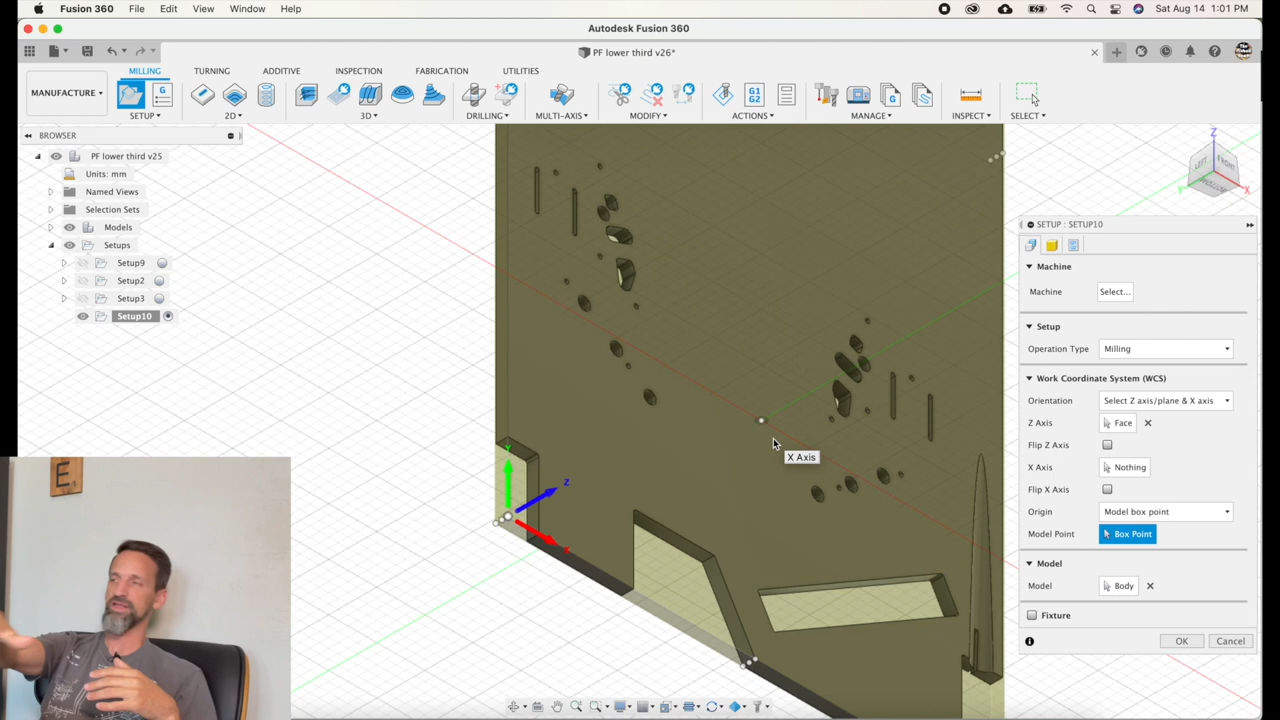 Fusion 360 File Edit View Window Help Sat Aug 14 1:01 PM
Autodesk Fusion 360
PF lower third v26*
MANUFACTURE
MILLING TURNING ADDITIVE INSPECTION FABRICATION UTILITIES
G G1 G2 G G
SETUP 2D 3D DRILLING MULTI-AXIS MODIFY ACTIONS MANAGE INSPECT SELECT
BROWSER
PF lower third v25
Units: mm
Named Views
Selection Sets
Models
Setups
Setup9
Setup2
Setup3
Setup10
Z
LEFT FRONT
BOTTOM
Y X
X Axis
Y Z X
SETUP : SETUP10
Machine
Machine Select...
Setup
Operation Type Milling
Work Coordinate System (WCS)
Orientation Select Z axis/plane & X axis
Z Axis Face
Flip Z Axis
X Axis Nothing
Flip X Axis
Origin Model box point
Model Point Box Point
Model
Model Body
Fixture
OK Cancel
E